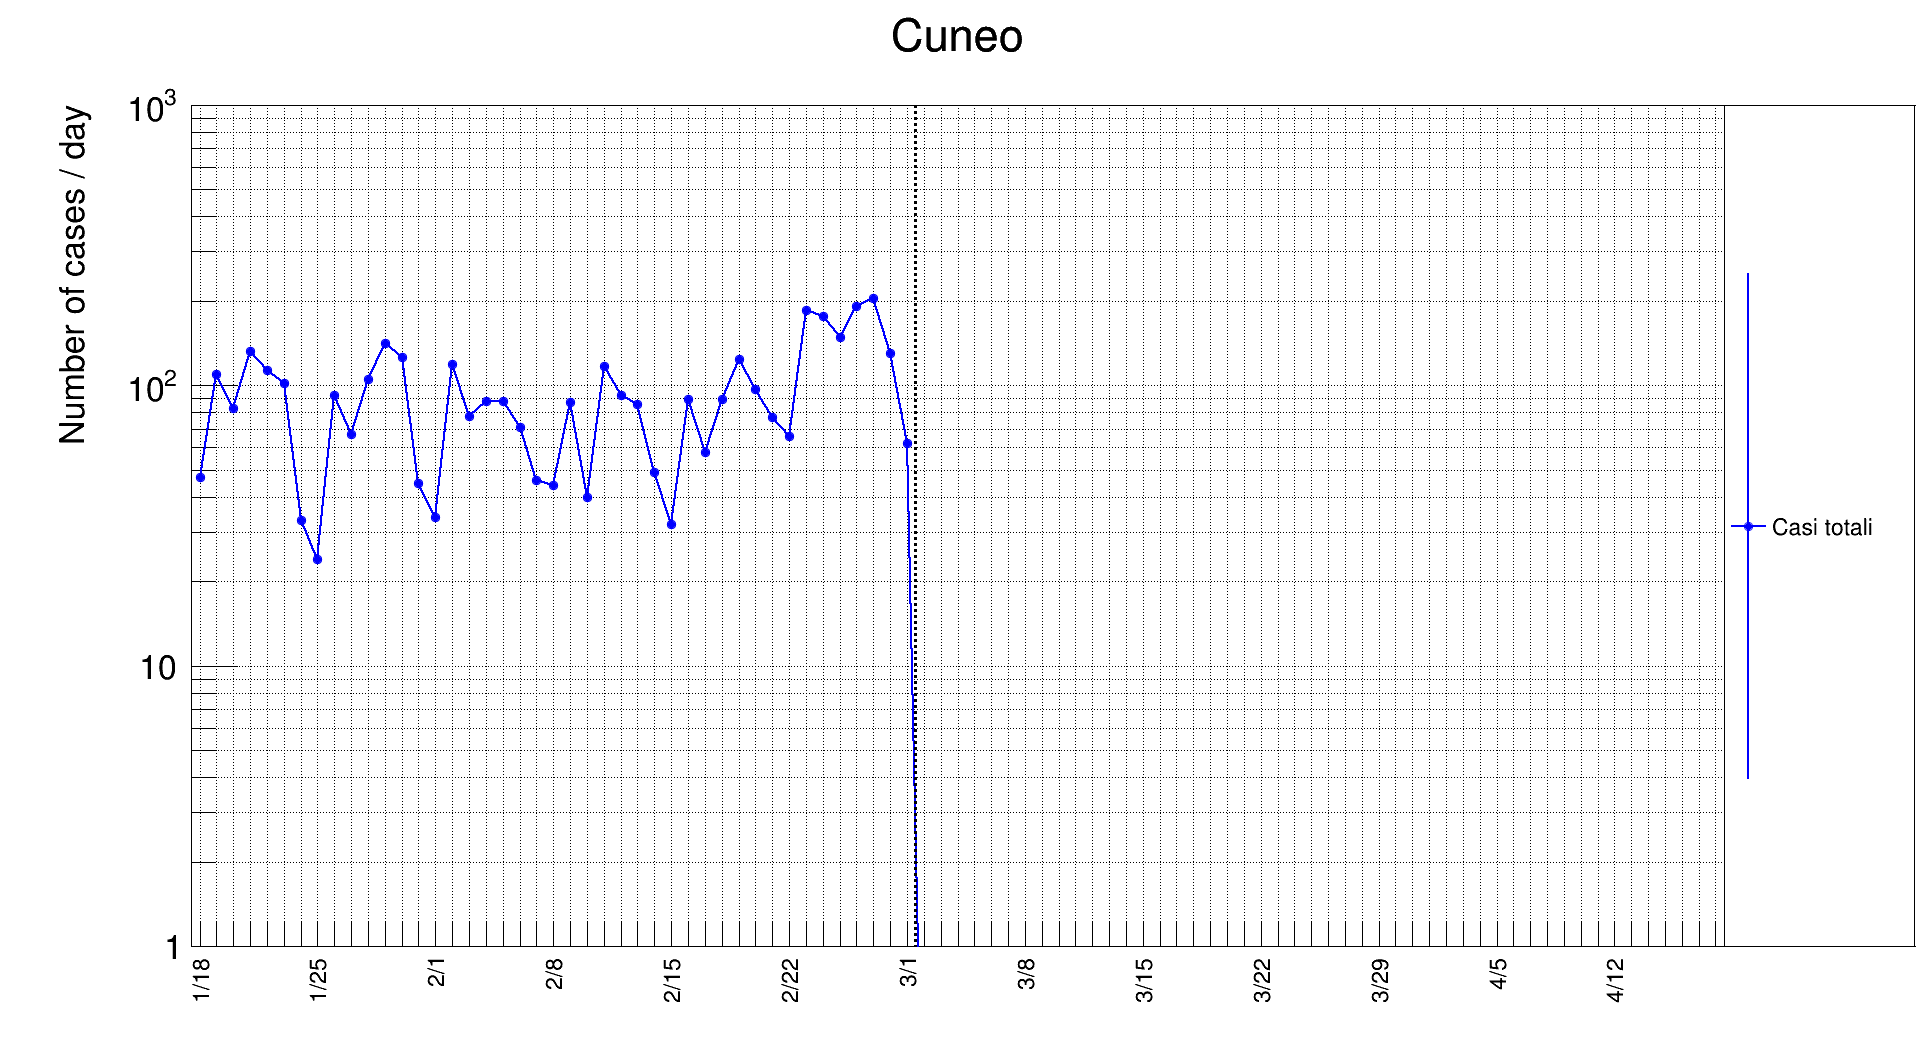 Cuneo
Number of cases / day
10³
10²
10
1
1/18 1/25 2/1 2/8 2/15 2/22 3/1 3/8 3/15 3/22 3/29 4/5 4/12
Casi totali